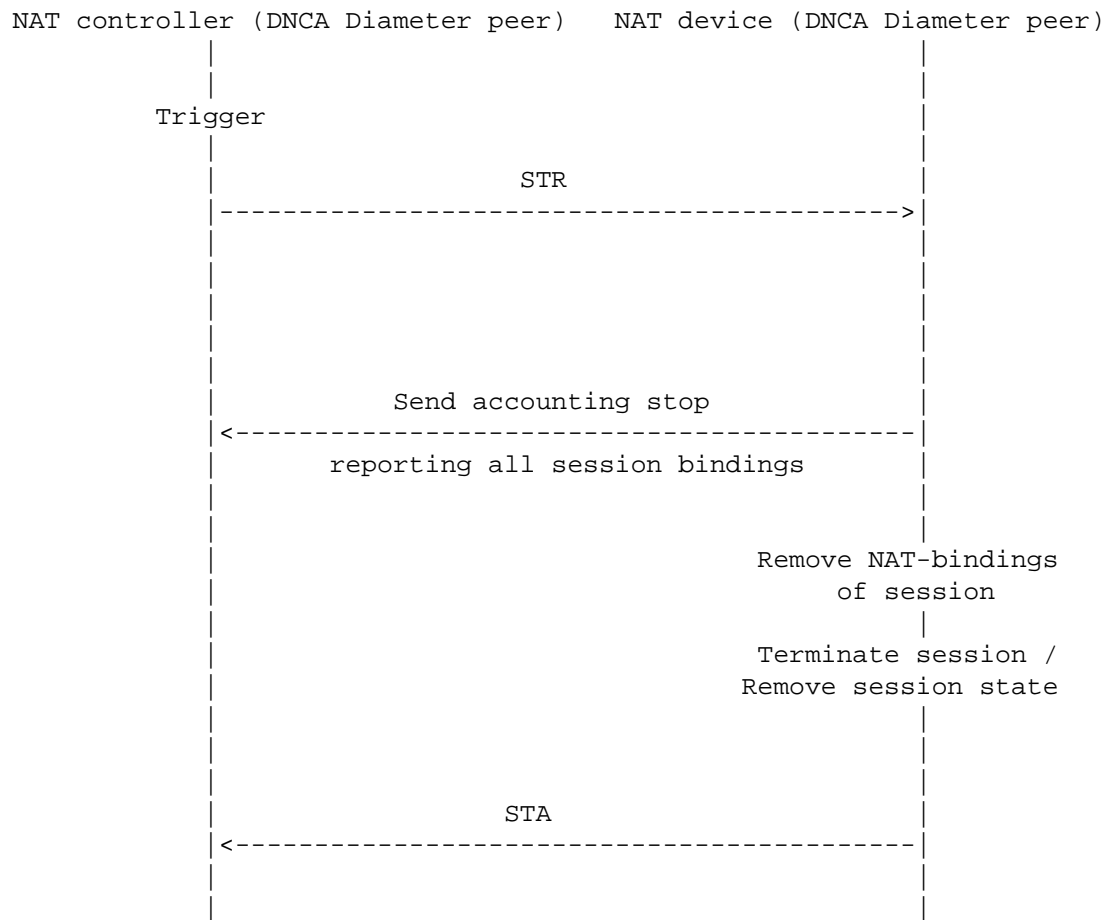 NAT controller (DNCA Diameter peer)   NAT device (DNCA Diameter peer)
Trigger
STR
Send accounting stop
reporting all session bindings
Remove NAT-bindings
of session
Terminate session /
Remove session state
STA